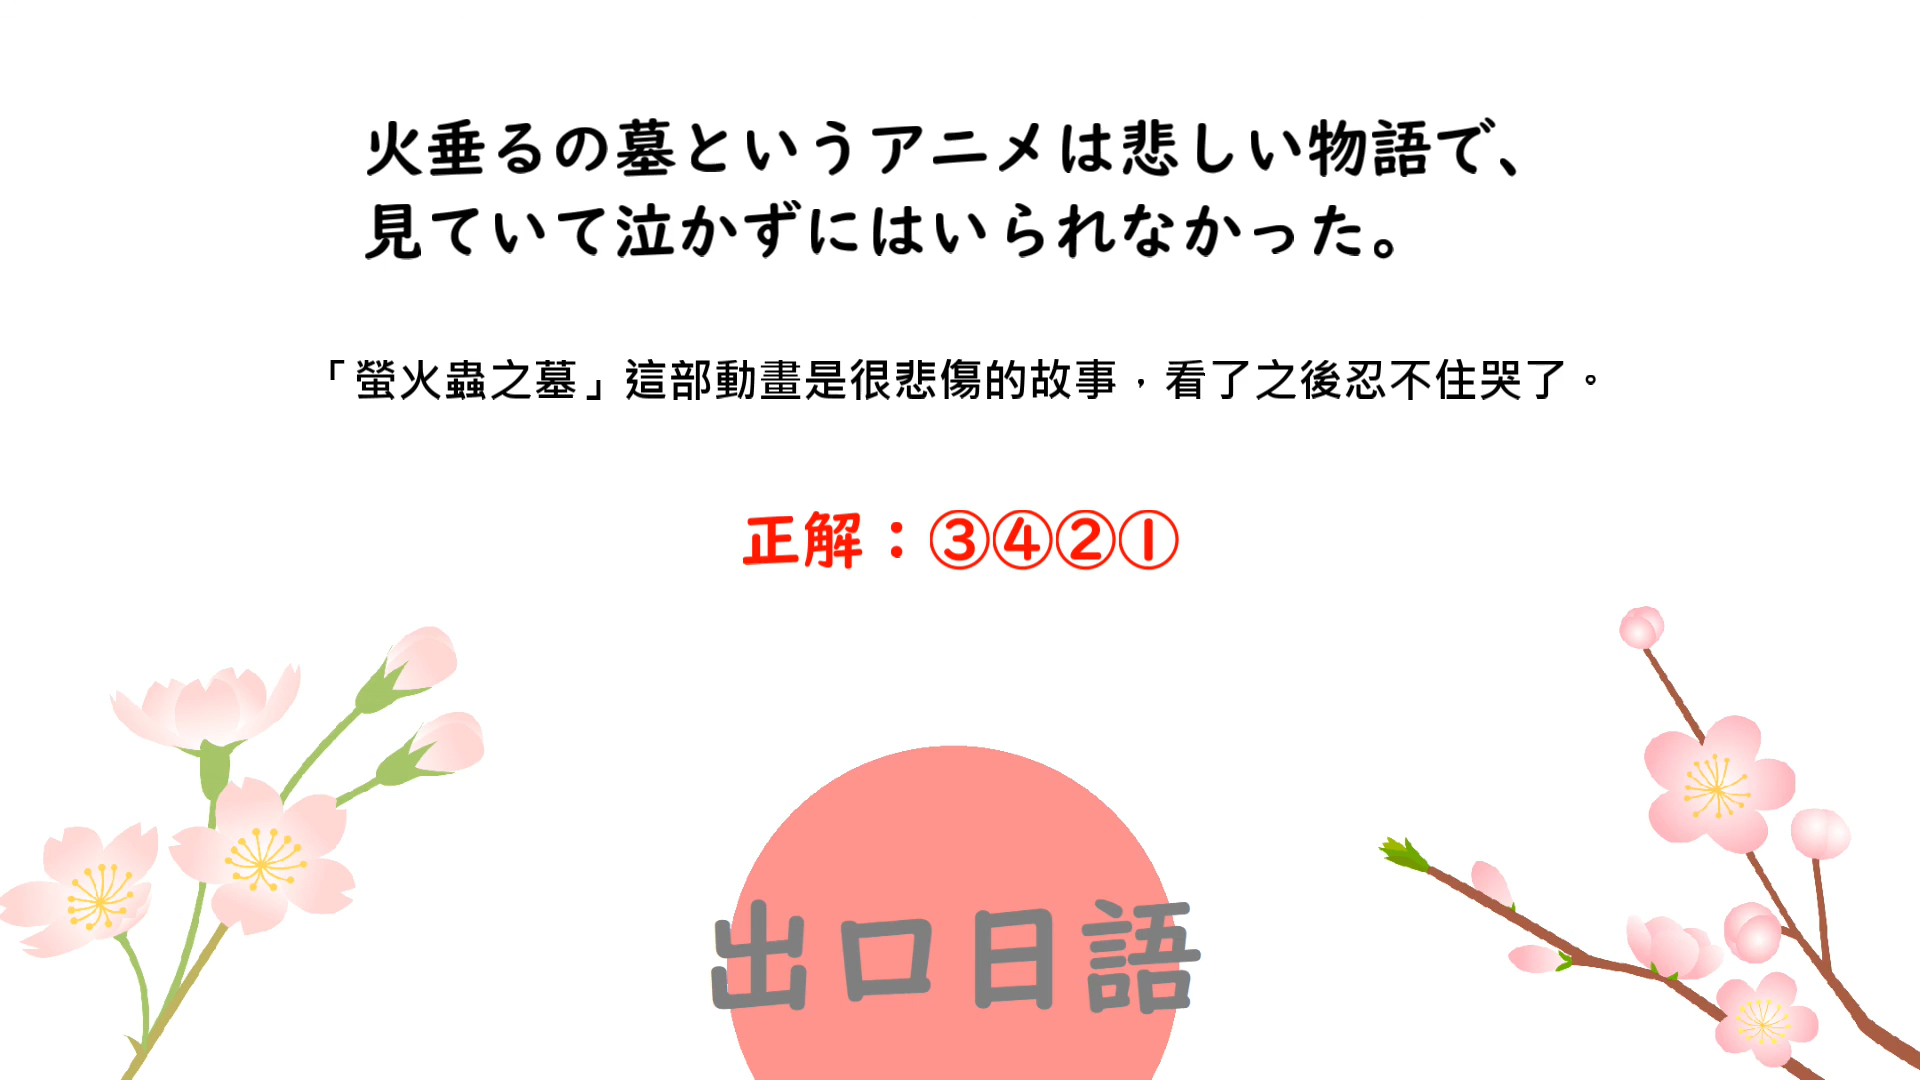 火垂るの墓というアニメは悲しい物語で、
見ていて泣かずにはいられなかった。
「螢火蟲之墓」這部動畫是很悲傷的故事，看了之後忍不住哭了。
正解：③④②①
出口日語